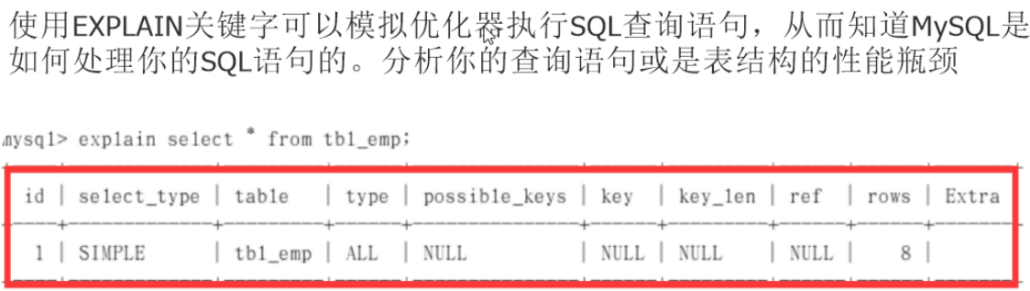 使用EXPLAIN关键字可以模拟优化器执行SQL查询语句，从而知道MySQL是
如何处理你的SQL语句的。分析你的查询语句或是表结构的性能瓶颈
mysql> explain select * from tbl_emp;
id | select_type | table | type | possible_keys | key | key_len | ref | rows | Extra
1 | SIMPLE | tbl_emp | ALL | NULL | NULL | NULL | NULL | 8 |